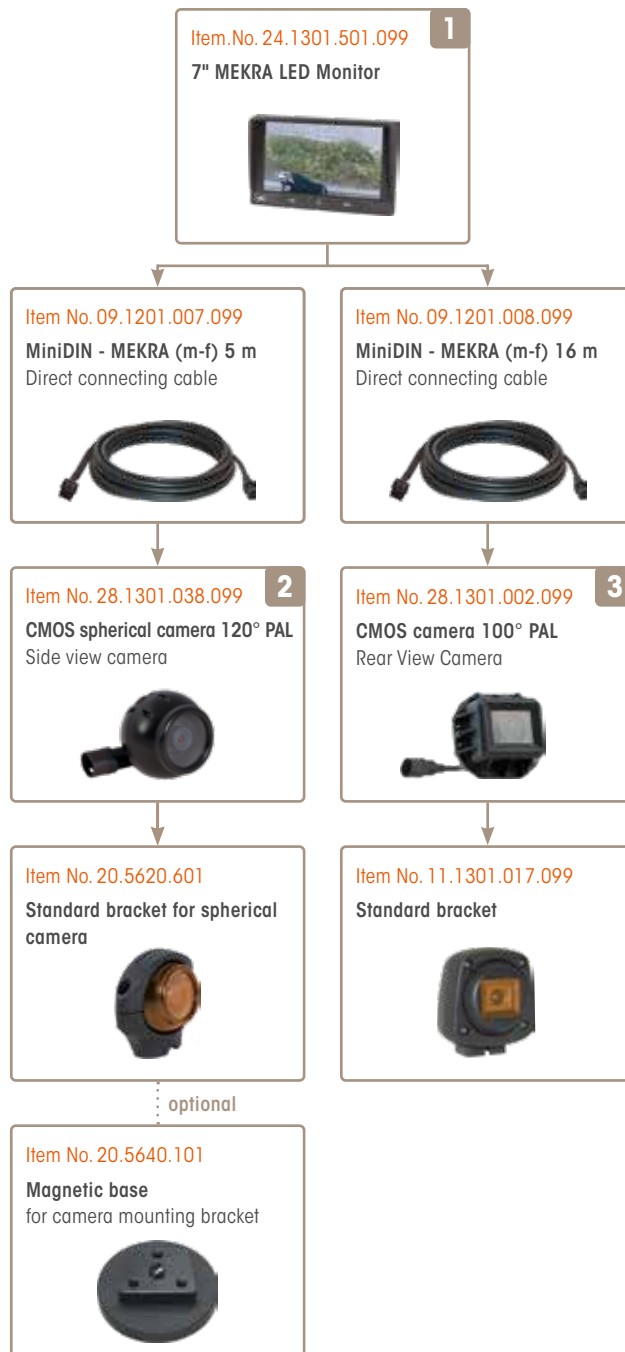 Item.No. 24.1301.501.099
1
7" MEKRA LED Monitor
Item No. 09.1201.007.099
MiniDIN - MEKRA (m-f) 5 m
Direct connecting cable
Item No. 09.1201.008.099
MiniDIN - MEKRA (m-f) 16 m
Direct connecting cable
Item No. 28.1301.038.099
2
CMOS spherical camera 120° PAL
Side view camera
Item No. 28.1301.002.099
3
CMOS camera 100° PAL
Rear View Camera
Item No. 20.5620.601
Standard bracket for spherical
camera
Item No. 11.1301.017.099
Standard bracket
optional
Item No. 20.5640.101
Magnetic base
for camera mounting bracket